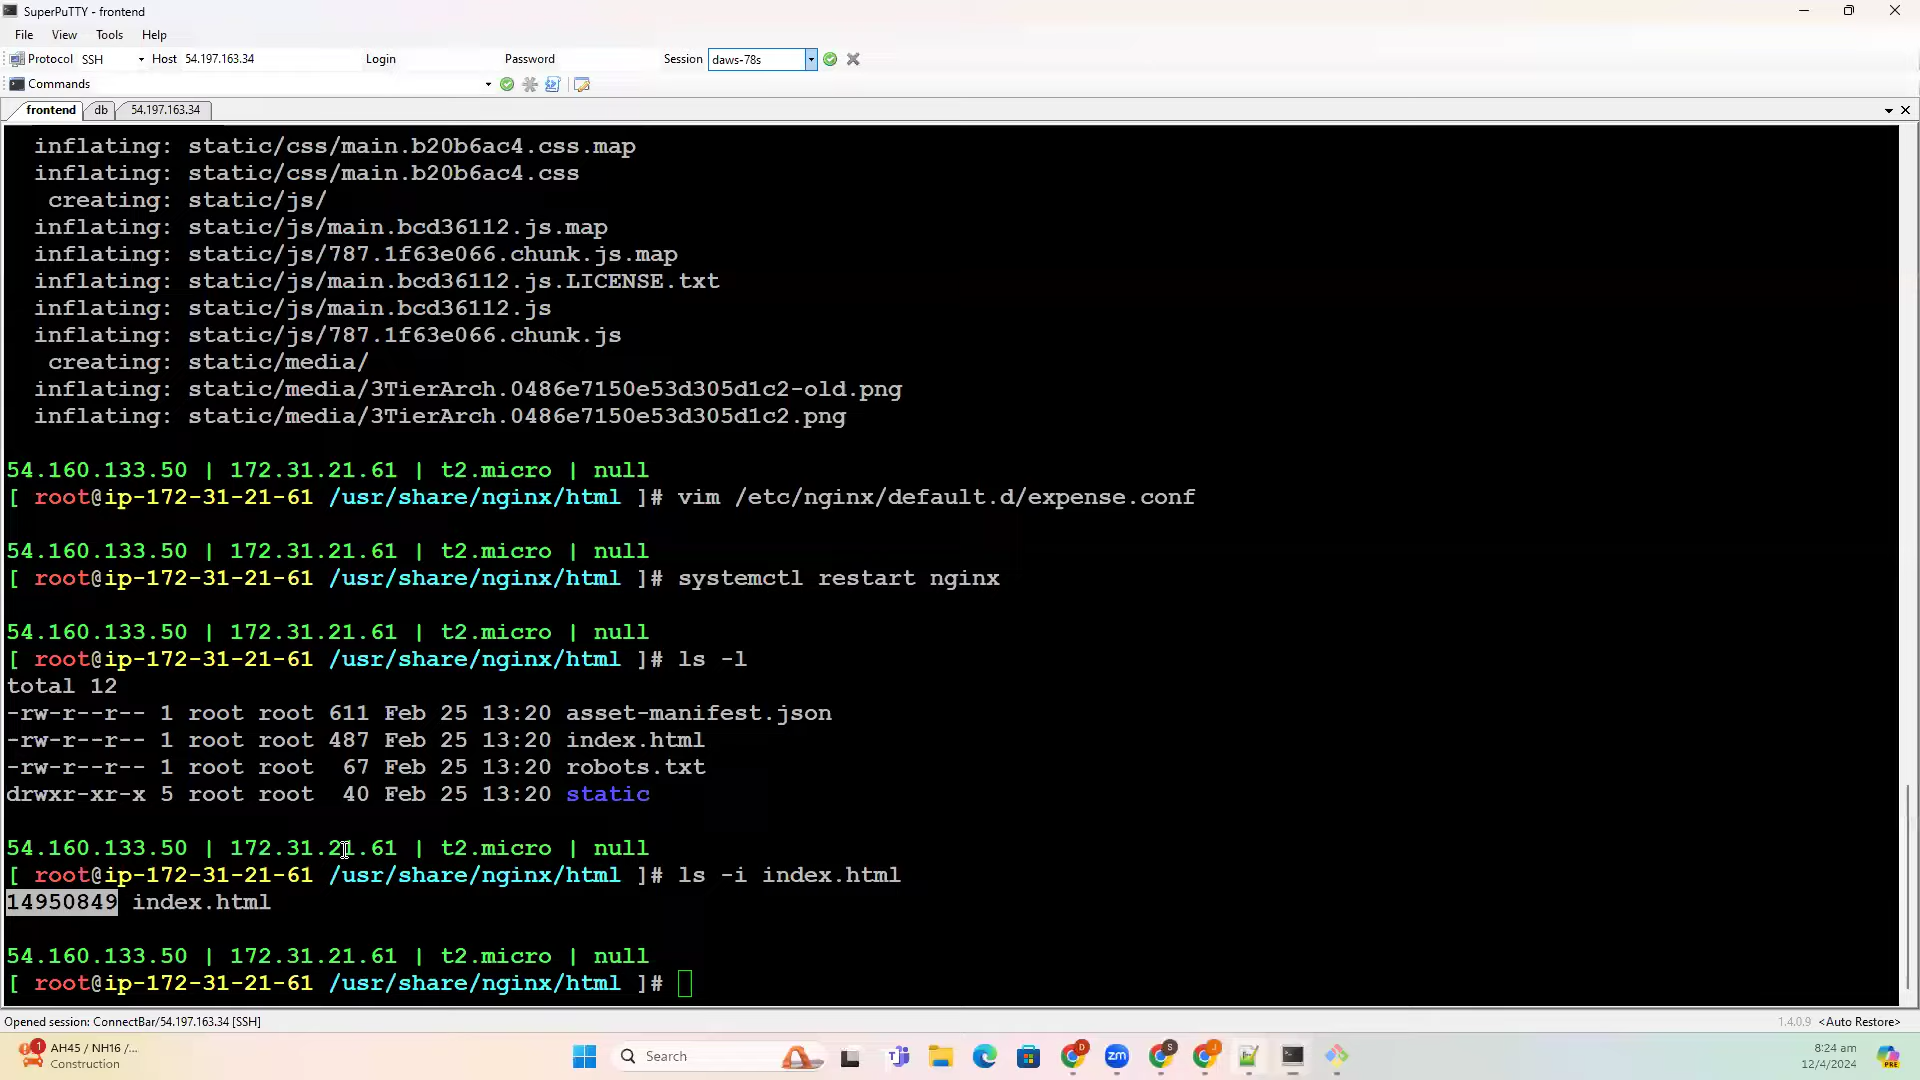 SuperPuTTY - frontend
File View Tools Help
Protocol SSH Host 54.197.163.34 Login Password Session daws-78s
Commands
frontend db 54.197.163.34
inflating: static/css/main.b20b6ac4.css.map
inflating: static/css/main.b20b6ac4.css
creating: static/js/
inflating: static/js/main.bcd36112.js.map
inflating: static/js/787.1f63e066.chunk.js.map
inflating: static/js/main.bcd36112.js.LICENSE.txt
inflating: static/js/main.bcd36112.js
inflating: static/js/787.1f63e066.chunk.js
creating: static/media/
inflating: static/media/3TierArch.0486e7150e53d305d1c2-old.png
inflating: static/media/3TierArch.0486e7150e53d305d1c2.png
54.160.133.50 | 172.31.21.61 | t2.micro | null
[ root@ip-172-31-21-61 /usr/share/nginx/html ]# vim /etc/nginx/default.d/expense.conf
54.160.133.50 | 172.31.21.61 | t2.micro | null
[ root@ip-172-31-21-61 /usr/share/nginx/html ]# systemctl restart nginx
54.160.133.50 | 172.31.21.61 | t2.micro | null
[ root@ip-172-31-21-61 /usr/share/nginx/html ]# ls -l
total 12
-rw-r--r-- 1 root root 611 Feb 25 13:20 asset-manifest.json
-rw-r--r-- 1 root root 487 Feb 25 13:20 index.html
-rw-r--r-- 1 root root 67 Feb 25 13:20 robots.txt
drwxr-xr-x 5 root root 40 Feb 25 13:20 static
54.160.133.50 | 172.31.21.61 | t2.micro | null
[ root@ip-172-31-21-61 /usr/share/nginx/html ]# ls -i index.html
14950849 index.html
54.160.133.50 | 172.31.21.61 | t2.micro | null
[ root@ip-172-31-21-61 /usr/share/nginx/html ]#
Opened session: ConnectBar/54.197.163.34 [SSH] 1.4.0.9 <Auto Restore>
1 AH45 / NH16 /...
Construction
Search
D zm S J
8:24 am
12/4/2024
PRE